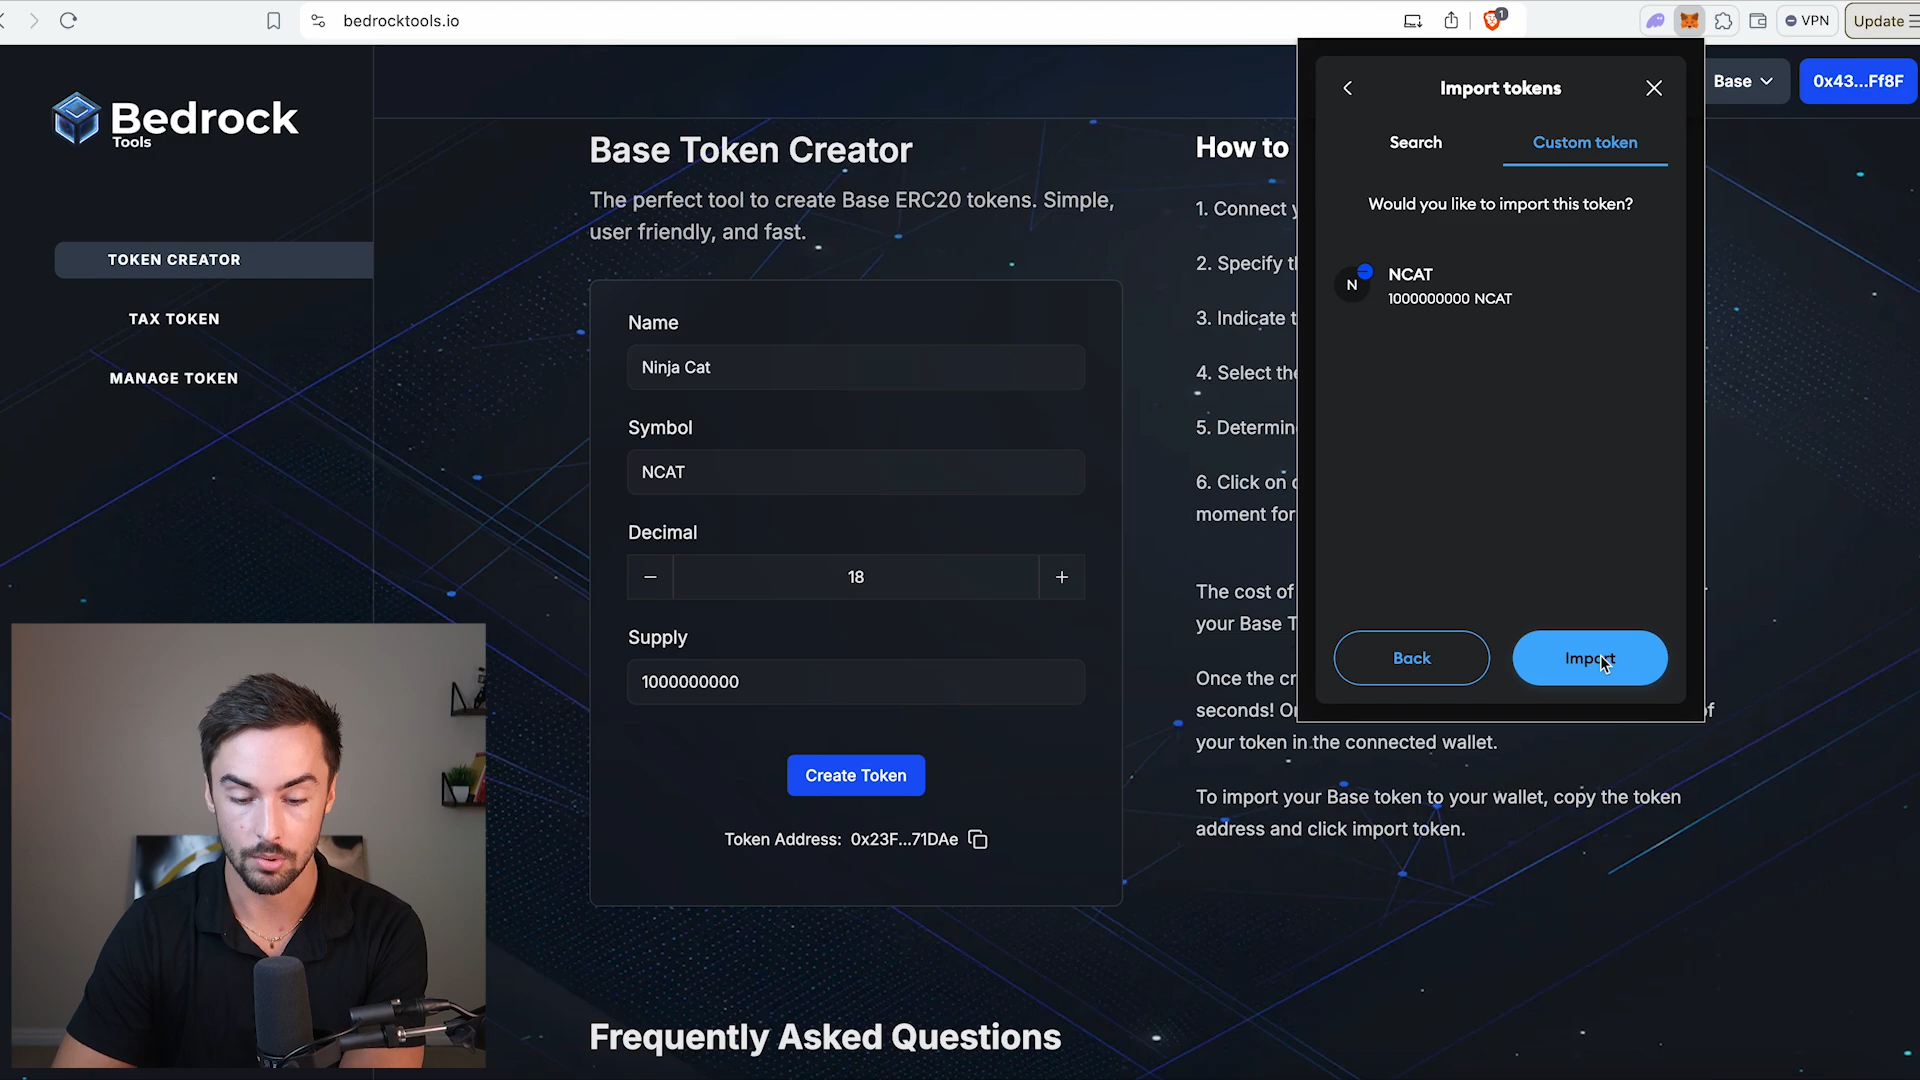 bedrocktools.io
1
VPN
Update
Bedrock
Tools
TOKEN CREATOR
TAX TOKEN
MANAGE TOKEN
Base Token Creator
The perfect tool to create Base ERC20 tokens. Simple,
user friendly, and fast.
Name
Ninja Cat
Symbol
NCAT
Decimal
18
Supply
1000000000
Create Token
Token Address: 0x23F...71DAe
Frequently Asked Questions
How to
1. Connect
2. Specify
3. Indicate
4. Select the
5.
6. Click on
moment for
The cost of
your Base
Once the
seconds! of
your token in the connected wallet.
To import your Base token to your wallet, copy the token
address and click import token.
Base
0x43...Ff8F
Import tokens
Search
Custom token
Would you like to import this token?
N
NCAT
1000000000 NCAT
Back
Import